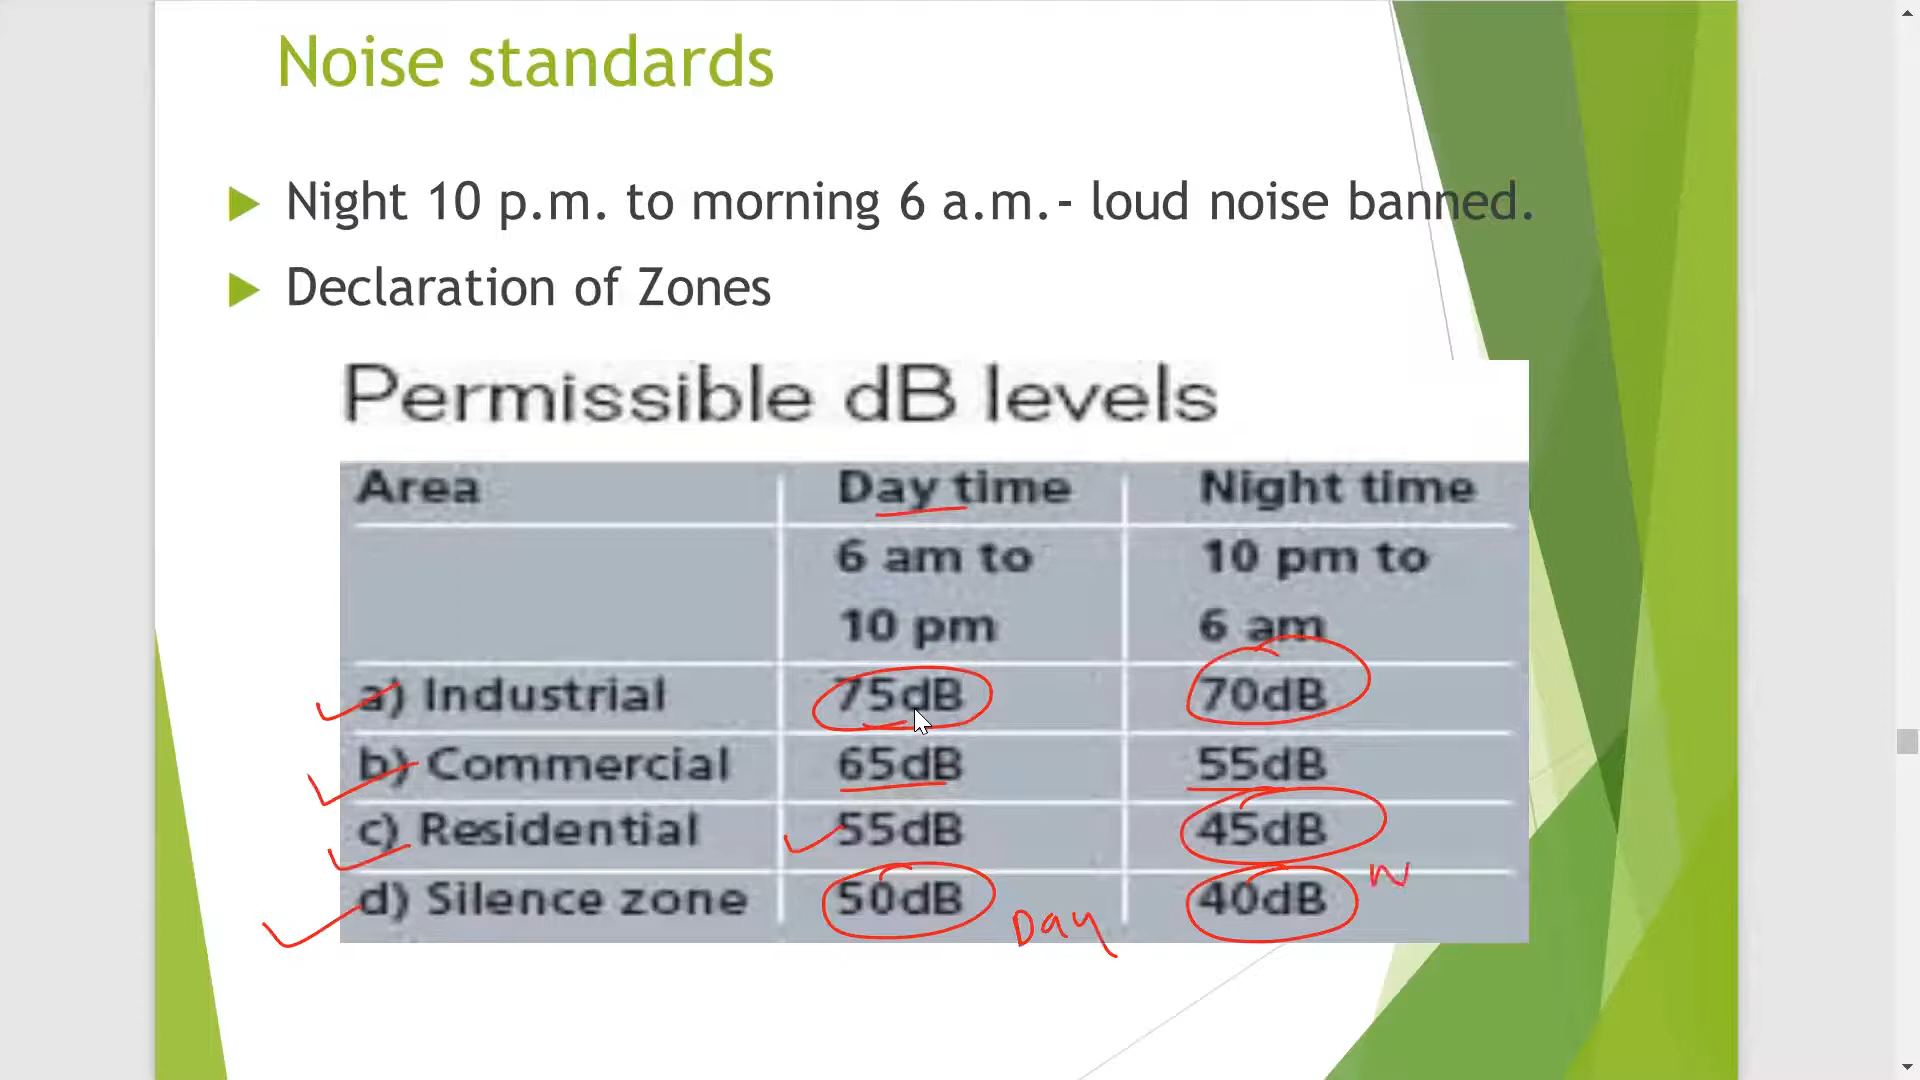 Noise standards
Night 10 p.m. to morning 6 a.m.- loud noise banned.
Declaration of Zones
Permissible dB levels
Area Day time Night time
6 am to 10 pm to
10 pm 6 am
a) Industrial 75dB 70dB
b) Commercial 65dB 55dB
c) Residential 55dB 45dB
d) Silence zone 50dB Day 40dB N